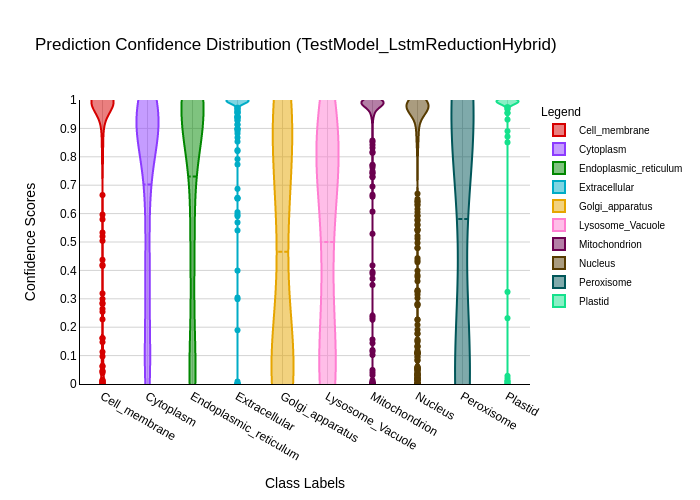 Prediction Confidence Distribution (TestModel_LstmReductionHybrid)
Confidence Scores
1
0.9
0.8
0.7
0.6
0.5
0.4
0.3
0.2
0.1
0
Cell_membrane
Cytoplasm
Endoplasmic_reticulum
Extracellular
Golgi_apparatus
Lysosome_Vacuole
Mitochondrion
Nucleus
Peroxisome
Plastid
Class Labels
Legend
Cell_membrane
Cytoplasm
Endoplasmic_reticulum
Extracellular
Golgi_apparatus
Lysosome_Vacuole
Mitochondrion
Nucleus
Peroxisome
Plastid